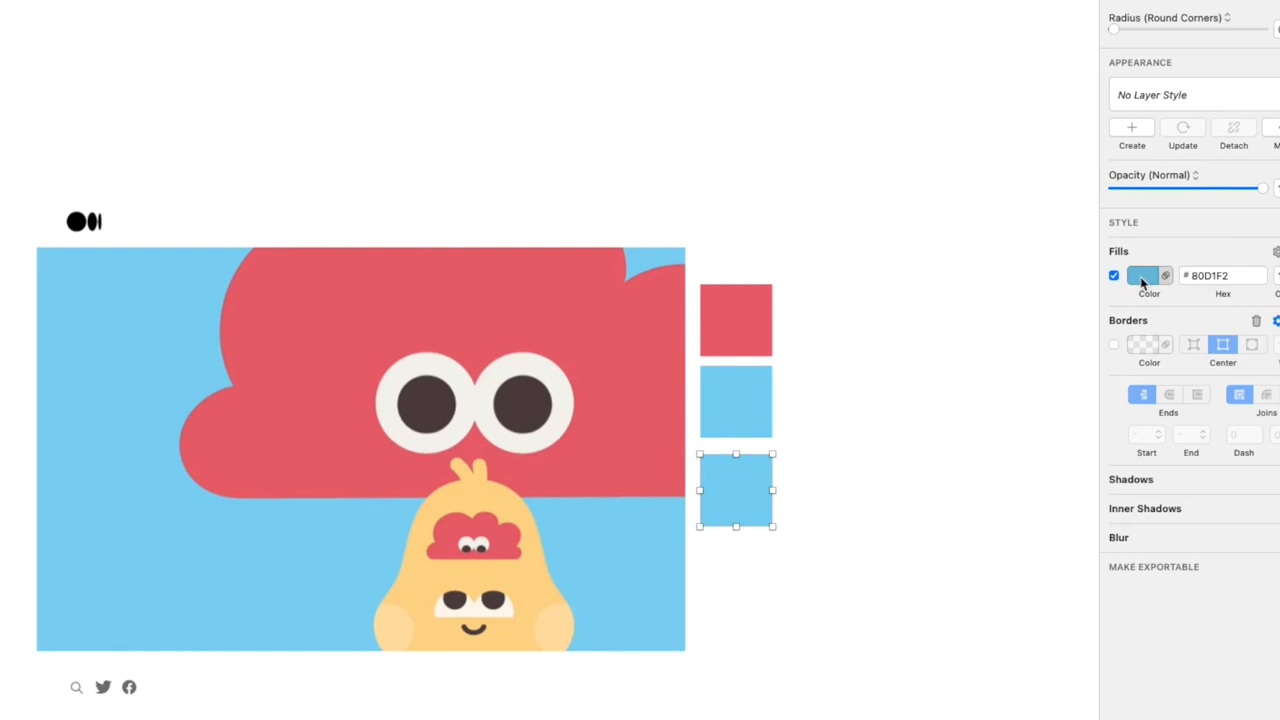 Radius (Round Corners)
APPEARANCE
No Layer Style
Create Update Detach
Opacity (Normal)
STYLE
Fills
# 80D1F2
Color Hex
Borders
Color Center
Ends Joins
- - 0
Start End Dash
Shadows
Inner Shadows
Blur
MAKE EXPORTABLE